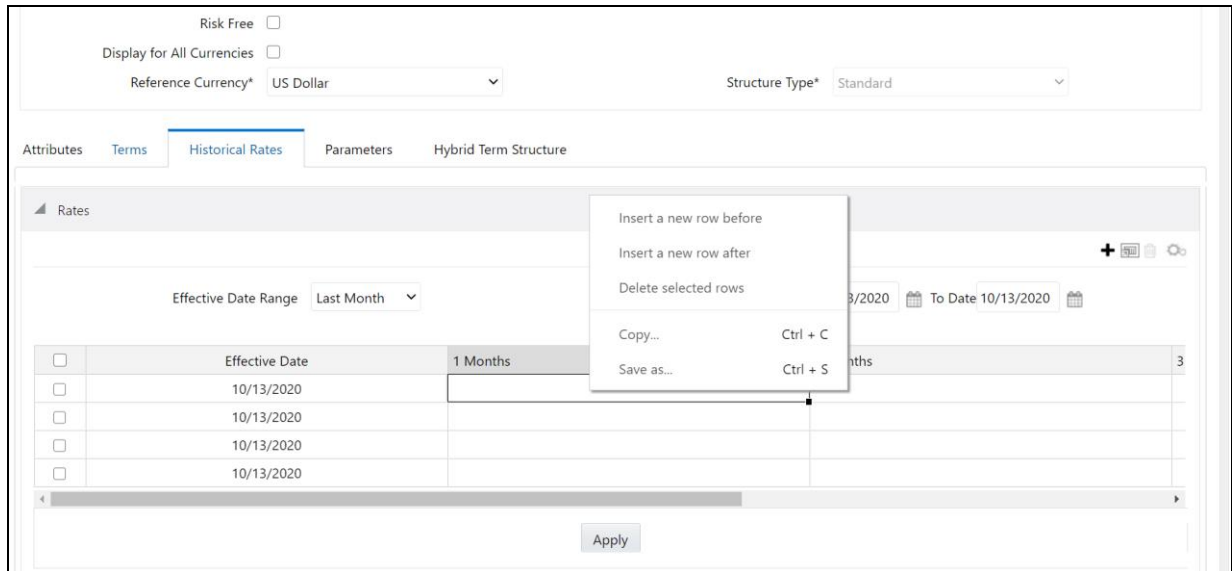 Risk Free
Display for All Currencies
Reference Currency* US Dollar Structure Type* Standard
Attributes Terms Historical Rates Parameters Hybrid Term Structure
Rates
Insert a new row before
Insert a new row after
Delete selected rows
Copy... Ctrl + C
Save as... Ctrl + S
Effective Date Range Last Month 3/2020 To Date 10/13/2020
Effective Date 1 Months nths 3
10/13/2020
10/13/2020
10/13/2020
10/13/2020
Apply